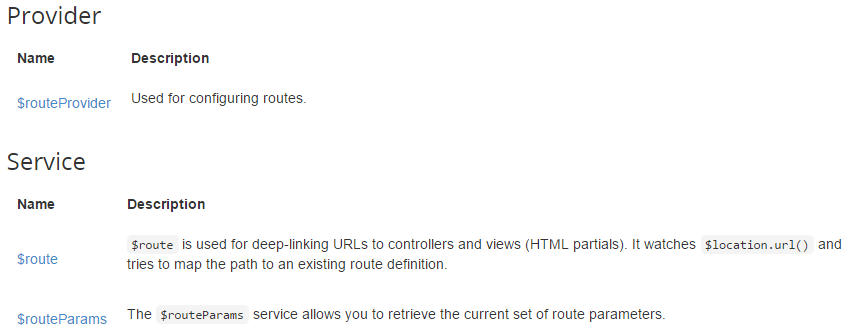 Provider
Name Description
$routeProvider Used for configuring routes.
Service
Name Description
$route $route is used for deep-linking URLs to controllers and views (HTML partials). It watches $location.url() and
tries to map the path to an existing route definition.
$routeParams The $routeParams service allows you to retrieve the current set of route parameters.